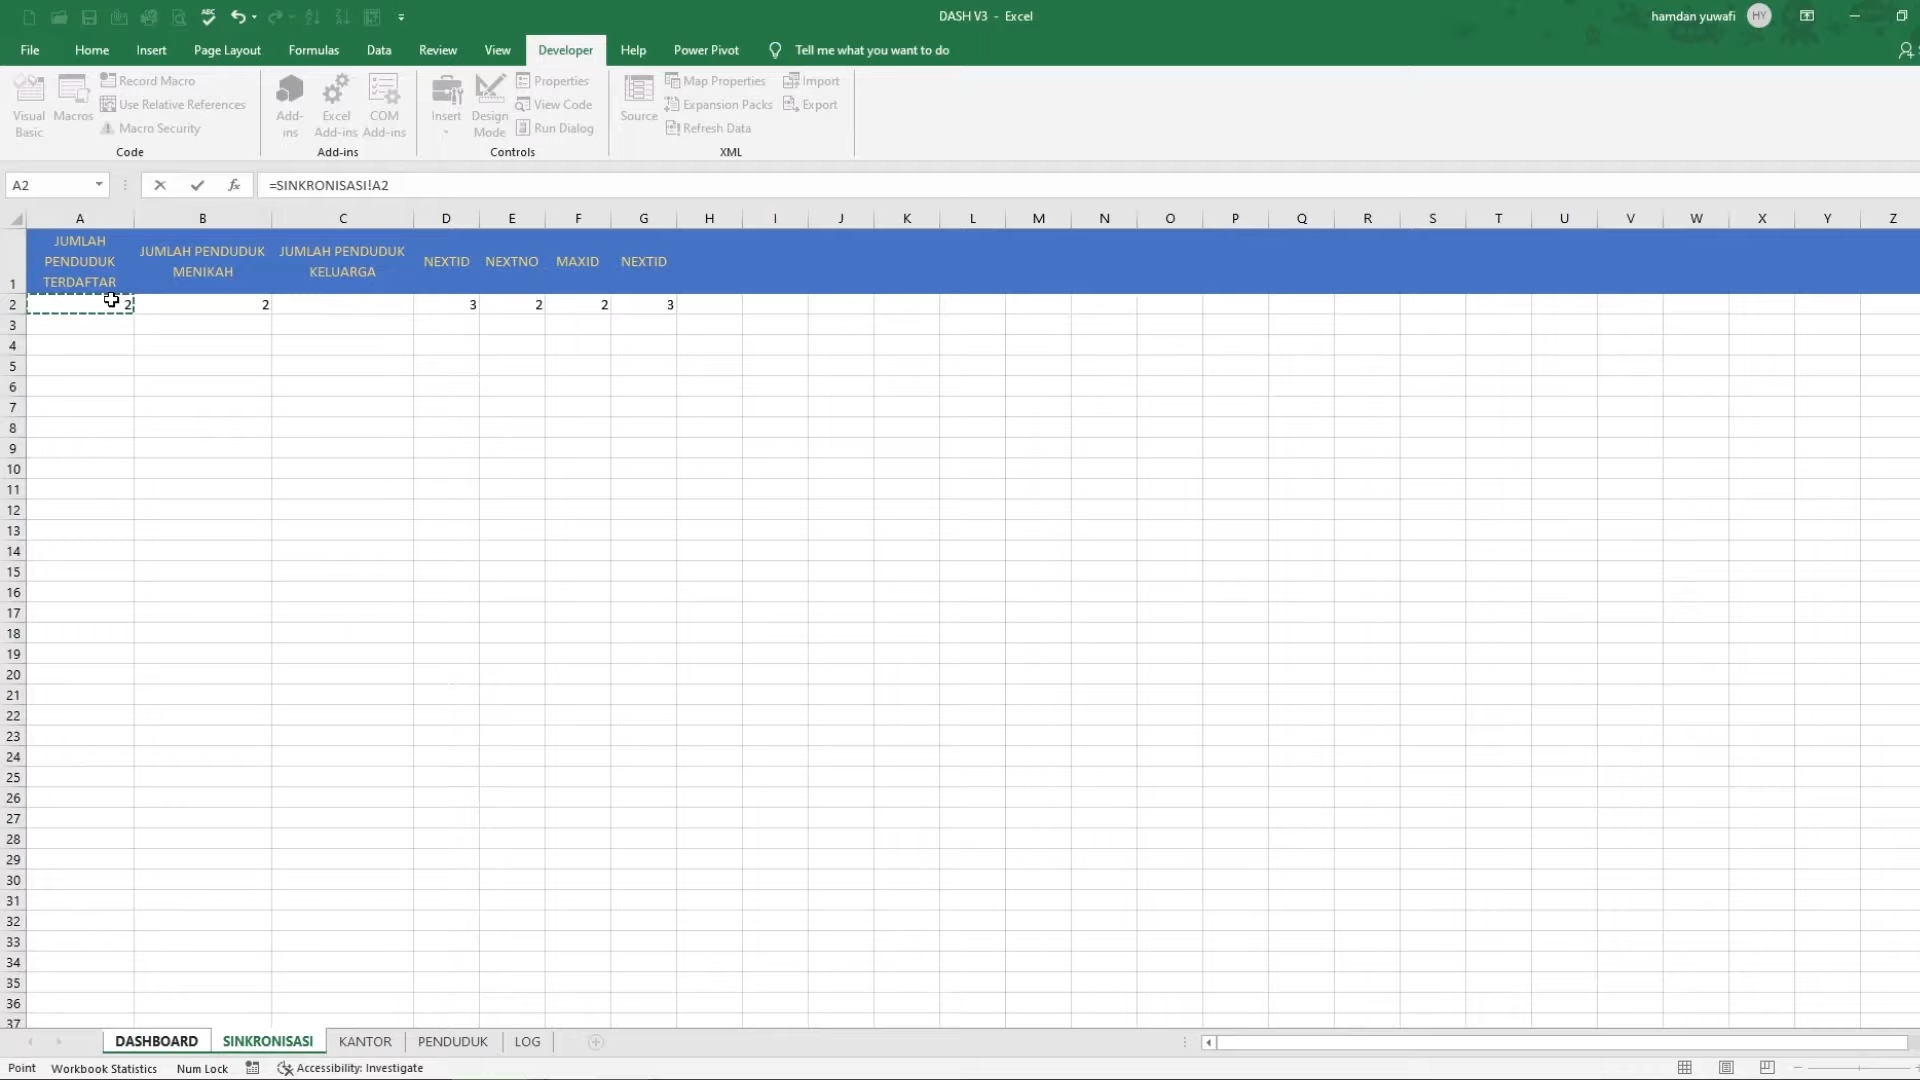 DASH V3 - Excel
hamdan yuwafi
HY
File
Home
Insert
Page Layout
Formulas
Data
Review
View
Developer
Help
Power Pivot
Tell me what you want to do
Visual
Basic
Macros
Record Macro
Use Relative References
Macro Security
Code
Add-
ins
Excel
Add-ins
COM
Add-ins
Add-ins
Insert
Design
Mode
Properties
View Code
Run Dialog
Controls
Source
Map Properties
Expansion Packs
Refresh Data
Import
Export
XML
A2
fx
=SINKRONISASI!A2
A B C D E F G H I J K L M N O P Q R S T U V W X Y Z
1
JUMLAH
PENDUDUK
TERDAFTAR
JUMLAH PENDUDUK
MENIKAH
JUMLAH PENDUDUK
KELUARGA
NEXTID
NEXTNO
MAXID
NEXTID
2 2 2 3 2 2 3
3
4
5
6
7
8
9
10
11
12
13
14
15
16
17
18
19
20
21
22
23
24
25
26
27
28
29
30
31
32
33
34
35
36
37
DASHBOARD
SINKRONISASI
KANTOR
PENDUDUK
LOG
Point
Workbook Statistics
Num Lock
Accessibility: Investigate